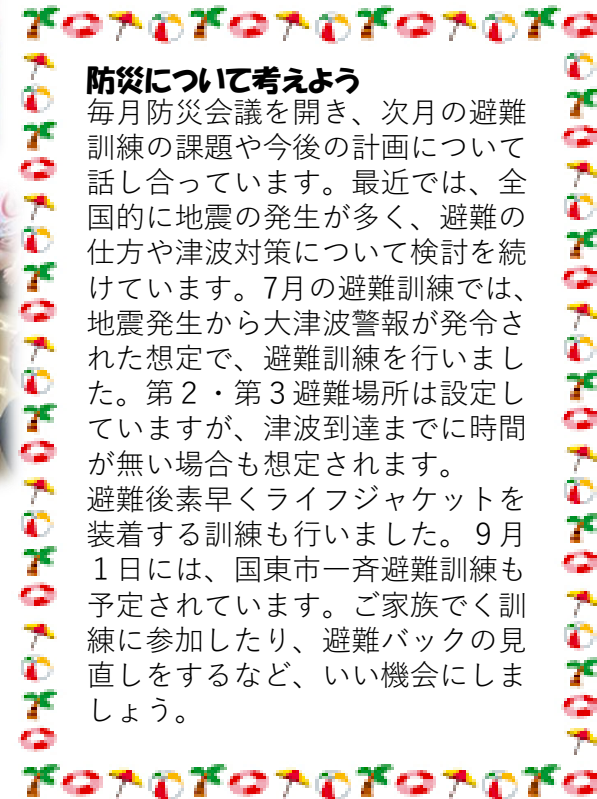 防災について考えよう
毎月防災会議を開き、次月の避難
訓練の課題や今後の計画について
話し合っています。最近では、全
国的に地震の発生が多く、避難の
仕方や津波対策について検討を続
けています。7月の避難訓練では、
地震発生から大津波警報が発令さ
れた想定で、避難訓練を行いまし
た。第２・第３避難場所は設定し
ていますが、津波到達までに時間
が無い場合も想定されます。
避難後素早くライフジャケットを
装着する訓練も行いました。９月
１日には、国東市一斉避難訓練も
予定されています。ご家族でく訓
練に参加したり、避難バックの見
直しをするなど、いい機会にしま
しょう。